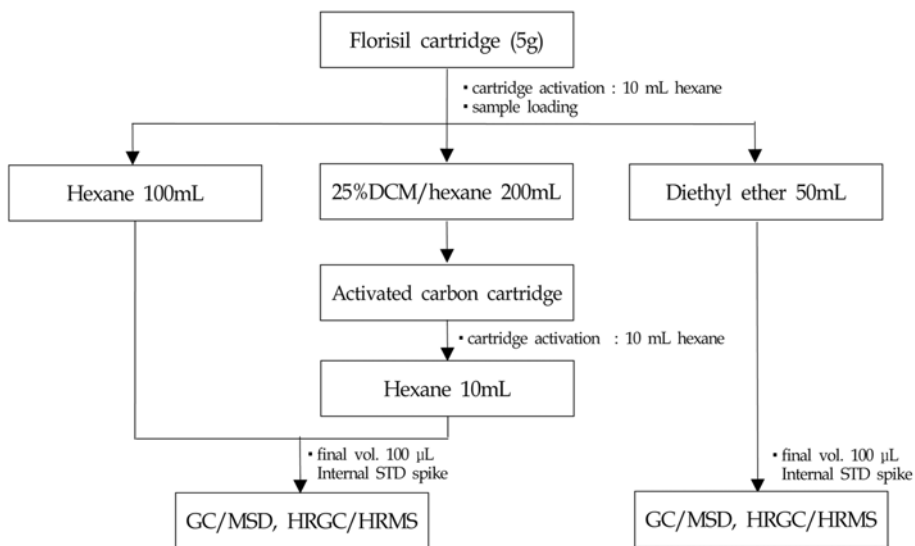 Florisil cartridge (5g)
▪ cartridge activation : 10 mL hexane
▪ sample loading
Hexane 100mL
25%DCM/hexane 200mL
Diethyl ether 50mL
Activated carbon cartridge
▪ cartridge activation : 10 mL hexane
Hexane 10mL
▪ final vol. 100 μL
Internal STD spike
▪ final vol. 100 μL
Internal STD spike
GC/MSD, HRGC/HRMS
GC/MSD, HRGC/HRMS